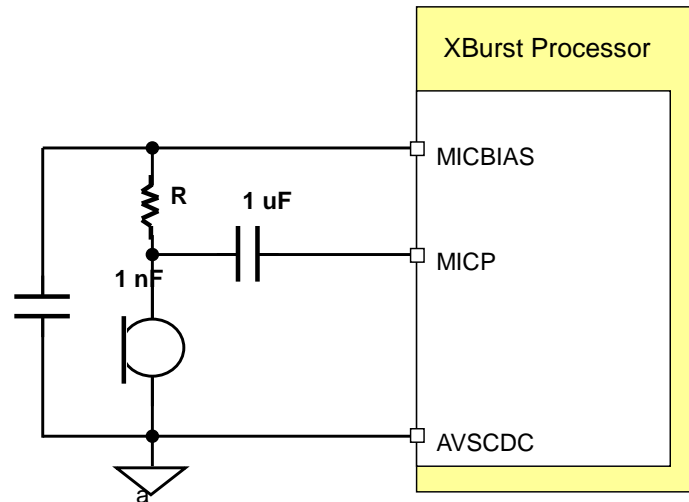 XBurst Processor
MICBIAS
R
1 uF
MICP
1 nF
AVSCDC
a